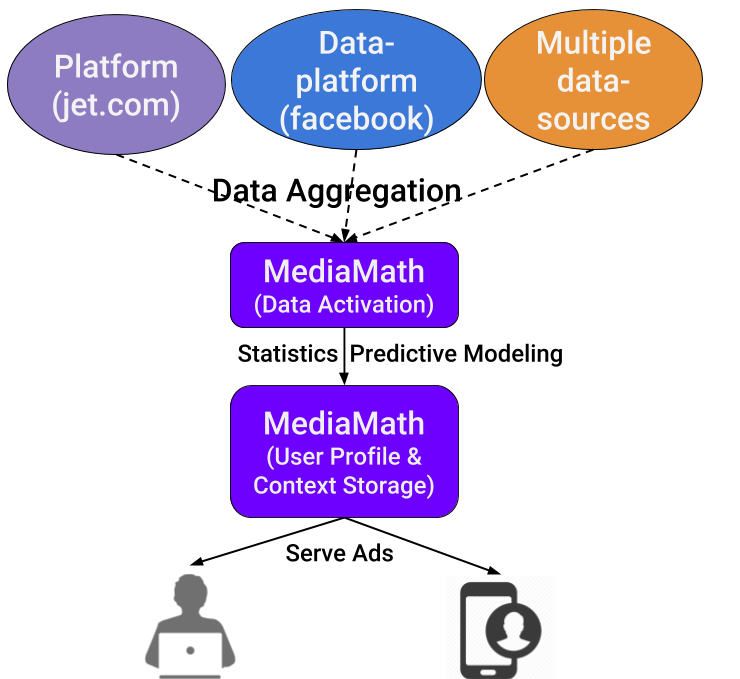 Platform
(jet.com)
Data-
platform
(facebook)
Multiple
data-
sources
Data Aggregation
MediaMath
(Data Activation)
Statistics
Predictive Modeling
MediaMath
(User Profile &
Context Storage)
Serve Ads